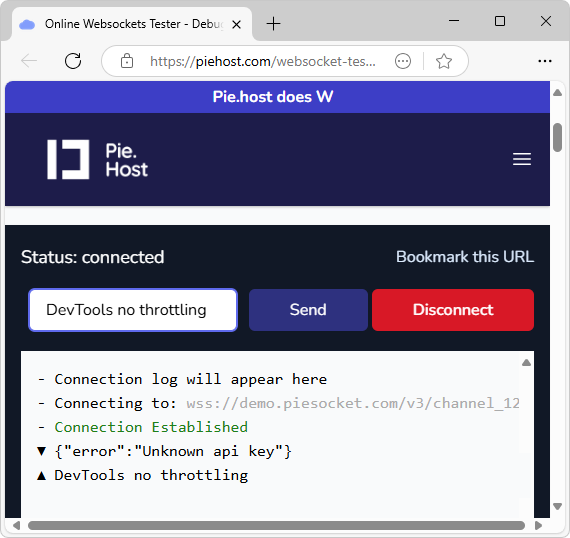 Online Websockets Tester - Debug
https://piehost.com/websocket-tes...
Pie.host does W
Pie.
Host
Status: connected
Bookmark this URL
DevTools no throttling
Send
Disconnect
- Connection log will appear here
- Connecting to: wss://demo.piesocket.com/v3/channel_12
- Connection Established
▼ {"error":"Unknown api key"}
▲ DevTools no throttling